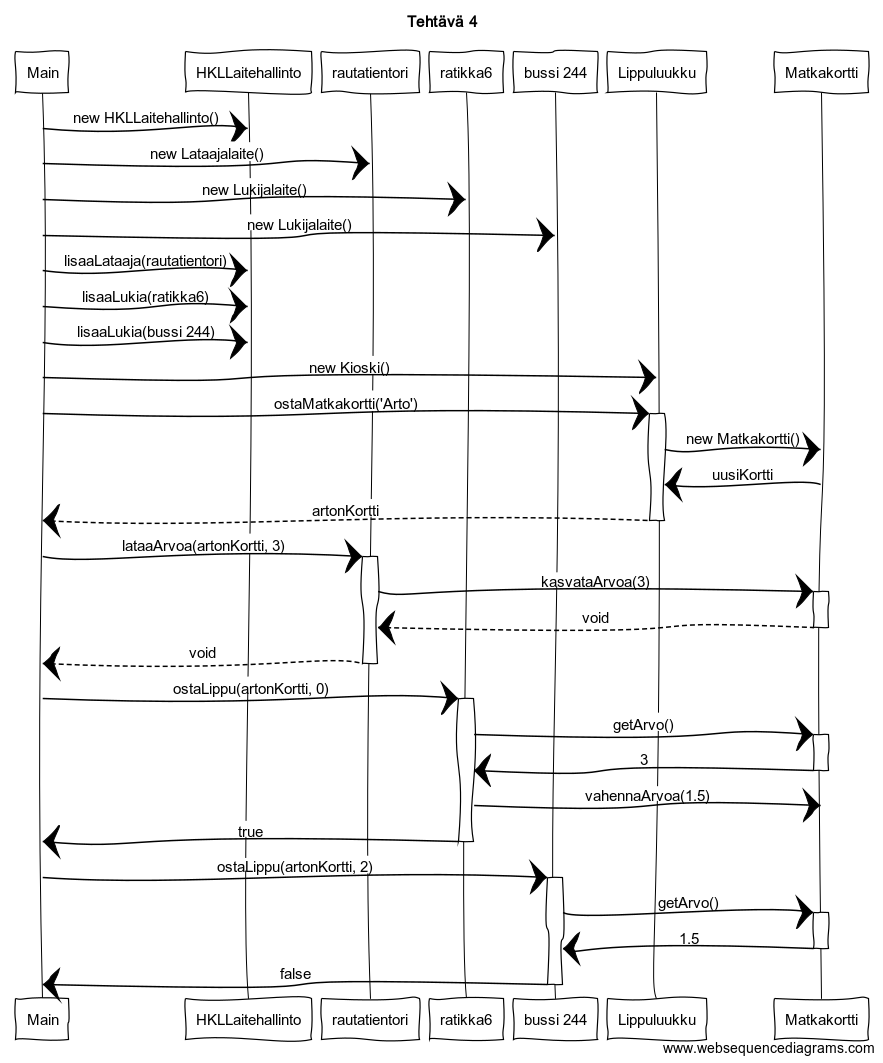 Tehtävä 4
Main
HKLLaitehallinto
rautatientori
ratikka6
bussi 244
Lippuluukku
Matkakortti
new HKLLaitehallinto()
new Lataajalaite()
new Lukijalaite()
new Lukijalaite()
lisaaLataaja(rautatientori)
lisaaLukia(ratikka6)
lisaaLukia(bussi 244)
new Kioski()
ostaMatkakortti('Arto')
new Matkakortti()
uusiKortti
artonKortti
lataaArvoa(artonKortti, 3)
kasvataArvoa(3)
void
void
ostaLippu(artonKortti, 0)
getArvo()
3
vahennaArvoa(1.5)
true
ostaLippu(artonKortti, 2)
getArvo()
1.5
false
Main
HKLLaitehallinto
rautatientori
ratikka6
bussi 244
Lippuluukku
Matkakortti
www.websequencediagrams.com